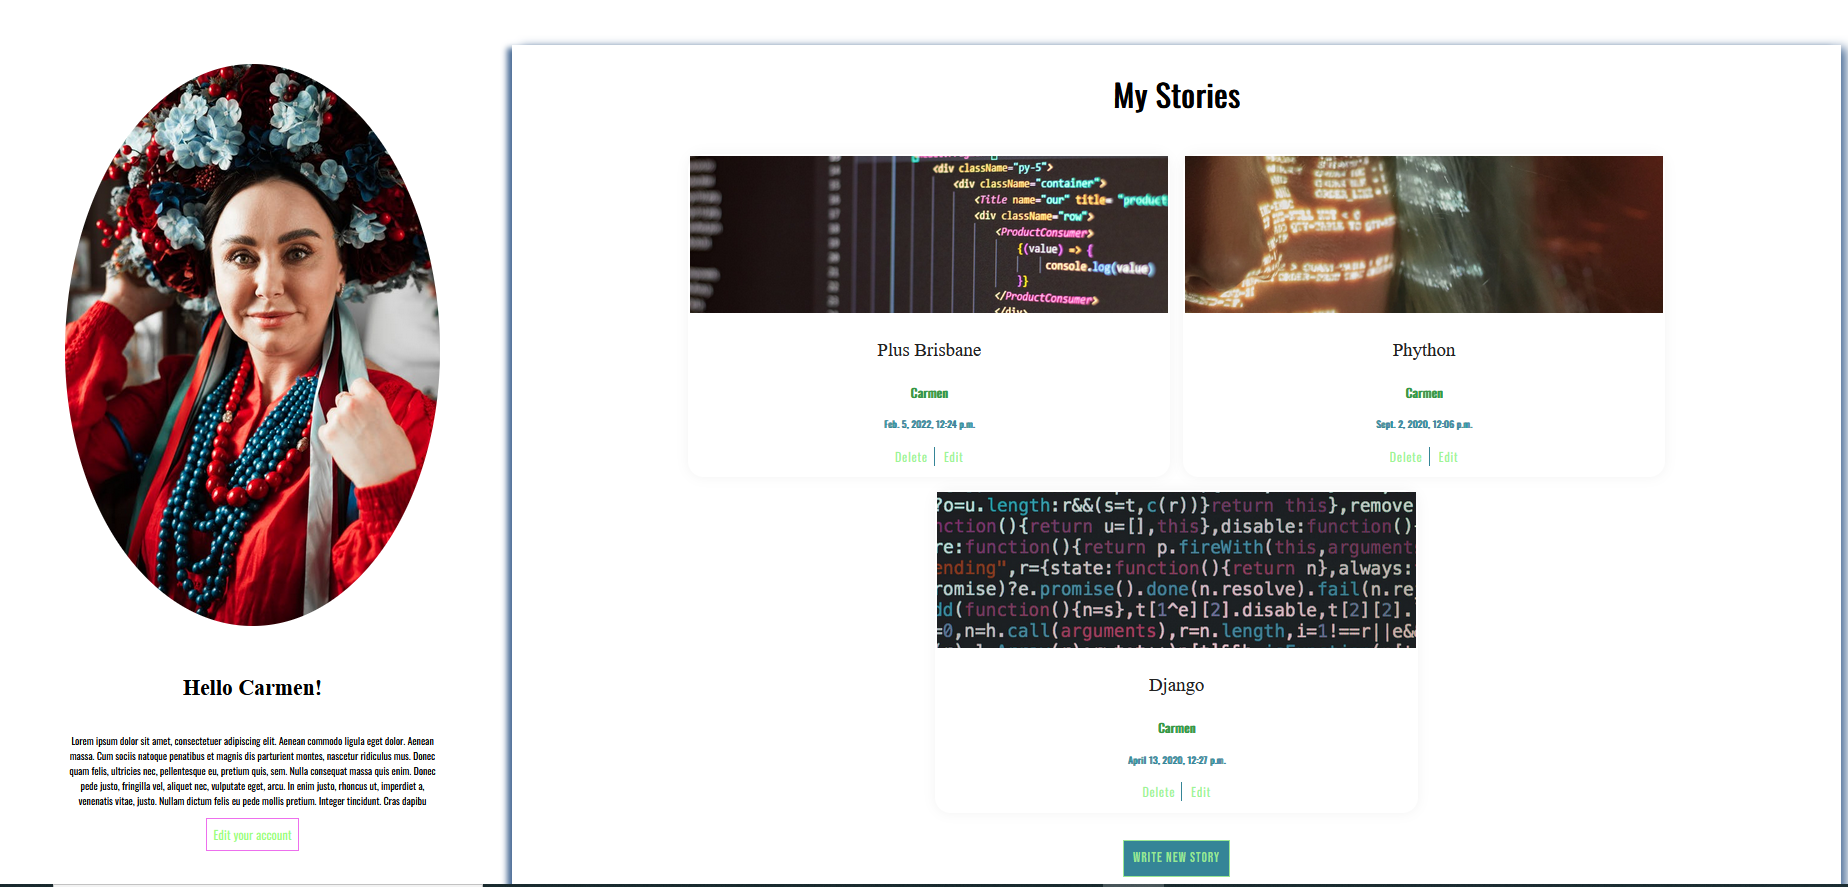 My Stories
<div className="py-5">
<div className="container">
<Title name="our" title= "product
<div className="row">
<ProductConsumer>
{(value) => {
console.log(value)
}}
</ProductConsumer>
</div>
Plus Brisbane
Carmen
Feb. 5, 2022, 12:24 p.m.
Delete | Edit
Phython
Carmen
Sept. 2, 2020, 12:06 p.m.
Delete | Edit
?o=u.length:r&&(s=t,c(r))}return this},remove
nction(){return u=[],this},disable:function()
re:function(){return p.fireWith(this,argument
ending",r={state:function(){return n},always:
romise)?e.promise().done(n.resolve).fail(n.re
dd(function(){n=s},t[1^e][2].disable,t[2][2].
=0,n=h.call(arguments),r=n.length,i=1!==r||e&
Django
Carmen
April 13, 2020, 12:27 p.m.
Delete | Edit
WRITE NEW STORY
Hello Carmen!
Lorem ipsum dolor sit amet, consectetuer adipiscing elit. Aenean commodo ligula eget dolor. Aenean
massa. Cum sociis natoque penatibus et magnis dis parturient montes, nascetur ridiculus mus. Donec
quam felis, ultricies nec, pellentesque eu, pretium quis, sem. Nulla consequat massa quis enim. Donec
pede justo, fringilla vel, aliquet nec, vulputate eget, arcu. In enim justo, rhoncus ut, imperdiet a,
venenatis vitae, justo. Nullam dictum felis eu pede mollis pretium. Integer tincidunt. Cras dapibu
Edit your account